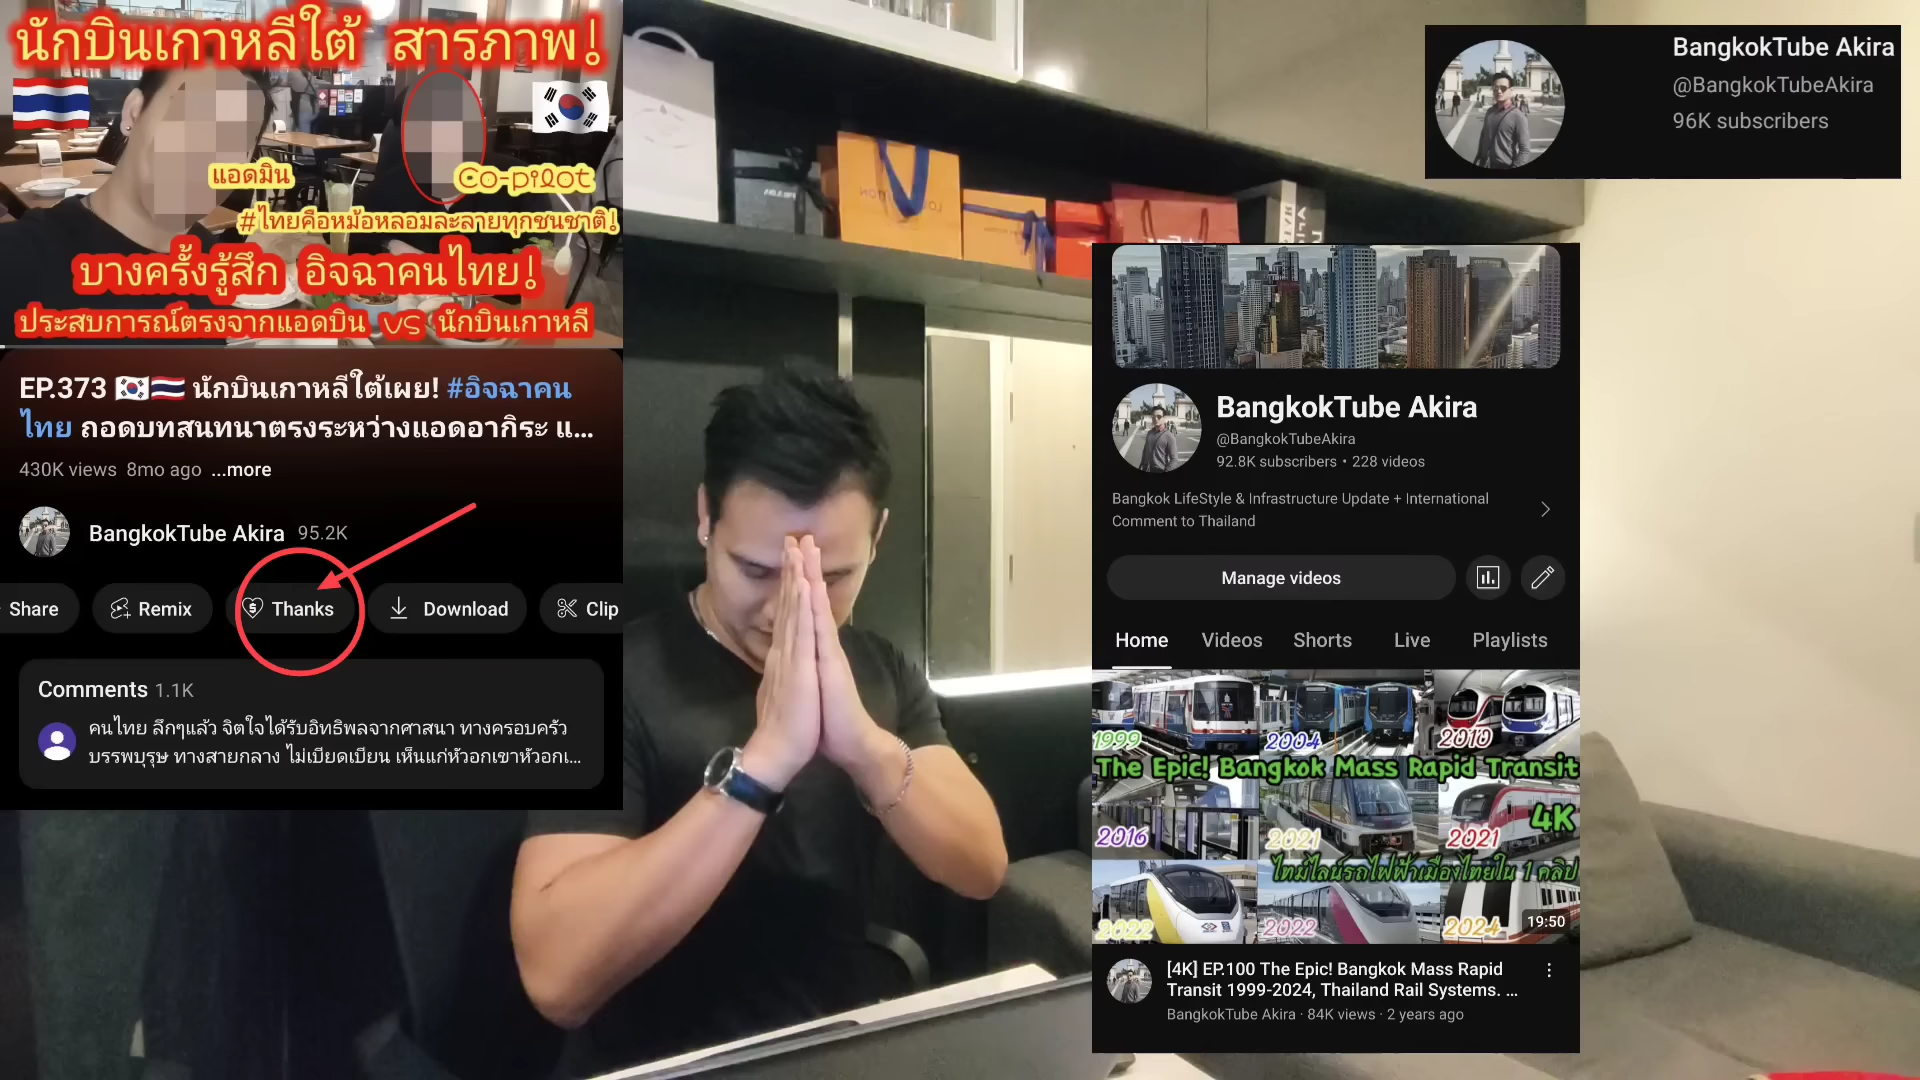 นักบินเกาหลีใต้ สารภาพ!
แอดมิน
Co-pilot
#ไทยคือหม้อหลอมละลายทุกชนชาติ!
บางครั้งรู้สึก อิจฉาคนไทย!
ประสบการณ์ตรงจากแอดบิน vs นักบินเกาหลี
EP.373 🇰🇷🇹🇭 นักบินเกาหลีใต้เผย! #อิจฉาคน
ไทย ถอดบทสนทนาตรงระหว่างแอดอากิระ แ...
430K views 8mo ago ...more
BangkokTube Akira 95.2K
Share
Remix
Thanks
Download
Clip
Comments 1.1K
คนไทย ลึกๆแล้ว จิตใจได้รับอิทธิพลจากศาสนา ทางครอบครัว
บรรพบุรุษ ทางสายกลาง ไม่เบียดเบียน เห็นแก่หัวอกเขาหัวอกเ...
BangkokTube Akira
@BangkokTubeAkira
96K subscribers
BangkokTube Akira
@BangkokTubeAkira
92.8K subscribers • 228 videos
Bangkok LifeStyle & Infrastructure Update + International
Comment to Thailand
Manage videos
Home Videos Shorts Live Playlists
1999 2004 2010
The Epic! Bangkok Mass Rapid Transit
4K
2016 2021 2021
ไทม์ไลน์รถไฟฟ้าเมืองไทยใน 1 คลิป
2022 2022 2024
19:50
[4K] EP.100 The Epic! Bangkok Mass Rapid
Transit 1999-2024, Thailand Rail Systems. ...
BangkokTube Akira · 84K views · 2 years ago